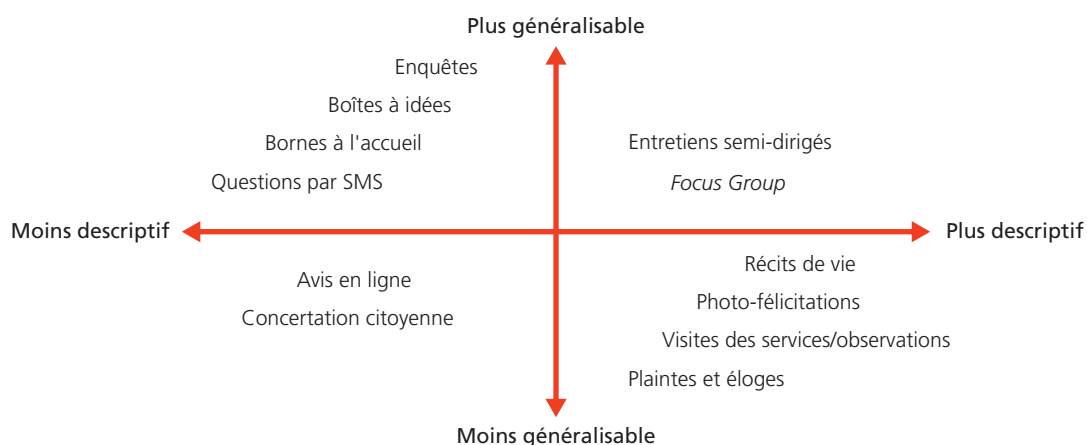 Plus généralisable
Enquêtes
Boîtes à idées
Bornes à l'accueil
Entretiens semi-dirigés
Questions par SMS
Focus Group
Moins descriptif
Plus descriptif
Récits de vie
Avis en ligne
Photo-félicitations
Concertation citoyenne
Visites des services/observations
Plaintes et éloges
Moins généralisable